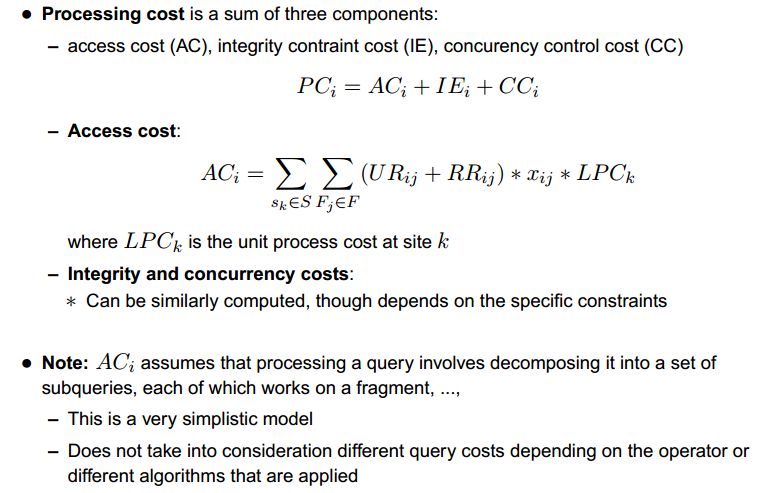 ● Processing cost is a sum of three components:
– access cost (AC), integrity contraint cost (IE), concurency control cost (CC)
PC_i = AC_i + IE_i + CC_i
– Access cost:
AC_i = ∑_{s_k∈S} ∑_{F_j∈F} (UR_{ij} + RR_{ij}) ∗ x_{ij} ∗ LPC_k
where LPC_k is the unit process cost at site k
– Integrity and concurrency costs:
∗ Can be similarly computed, though depends on the specific constraints
● Note: AC_i assumes that processing a query involves decomposing it into a set of
subqueries, each of which works on a fragment, ...,
– This is a very simplistic model
– Does not take into consideration different query costs depending on the operator or
different algorithms that are applied